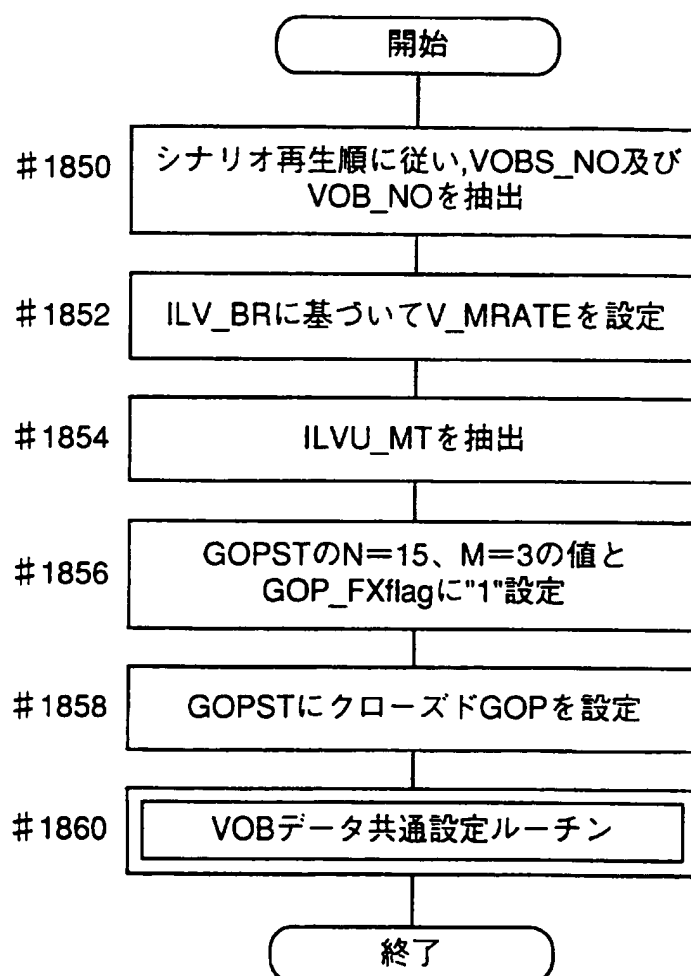 開始
#1850
シナリオ再生順に従い,VOBS_NO及び
VOB_NOを抽出
#1852
ILV_BRに基づいてV_MRATEを設定
#1854
ILVU_MTを抽出
#1856
GOPSTのN=15、M=3の値と
GOP_FXflagに"1"設定
#1858
GOPSTにクローズドGOPを設定
#1860
VOBデータ共通設定ルーチン
終了